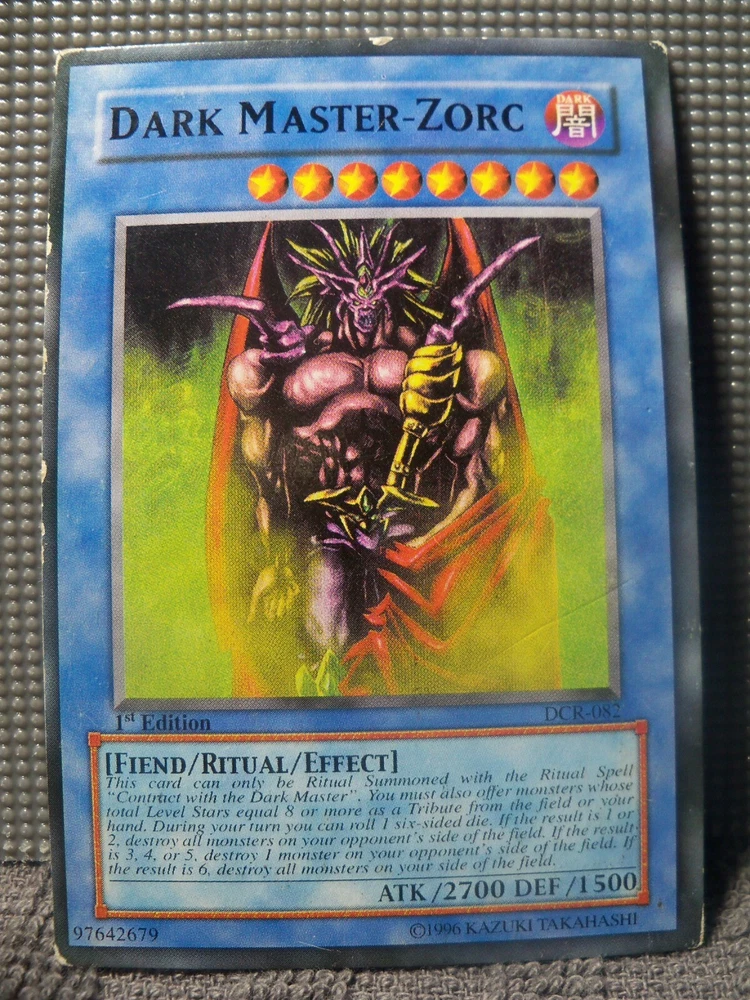 DARK MASTER-ZORC
DARK
闇
1st Edition
DCR-082
[FIEND/RITUAL/EFFECT]
This card can only be Ritual Summoned with the Ritual Spell
"Contract with the Dark Master". You must also offer monsters whose
total Level Stars equal 8 or more as a Tribute from the field or your
hand. During your turn you can roll 1 six-sided die. If the result is 1 or
2, destroy all monsters on your opponent's side of the field. If the result
is 3, 4, or 5, destroy 1 monster on your opponent's side of the field. If
the result is 6, destroy all monsters on your side of the field.
ATK/2700 DEF/1500
97642679
©1996 KAZUKI TAKAHASHI